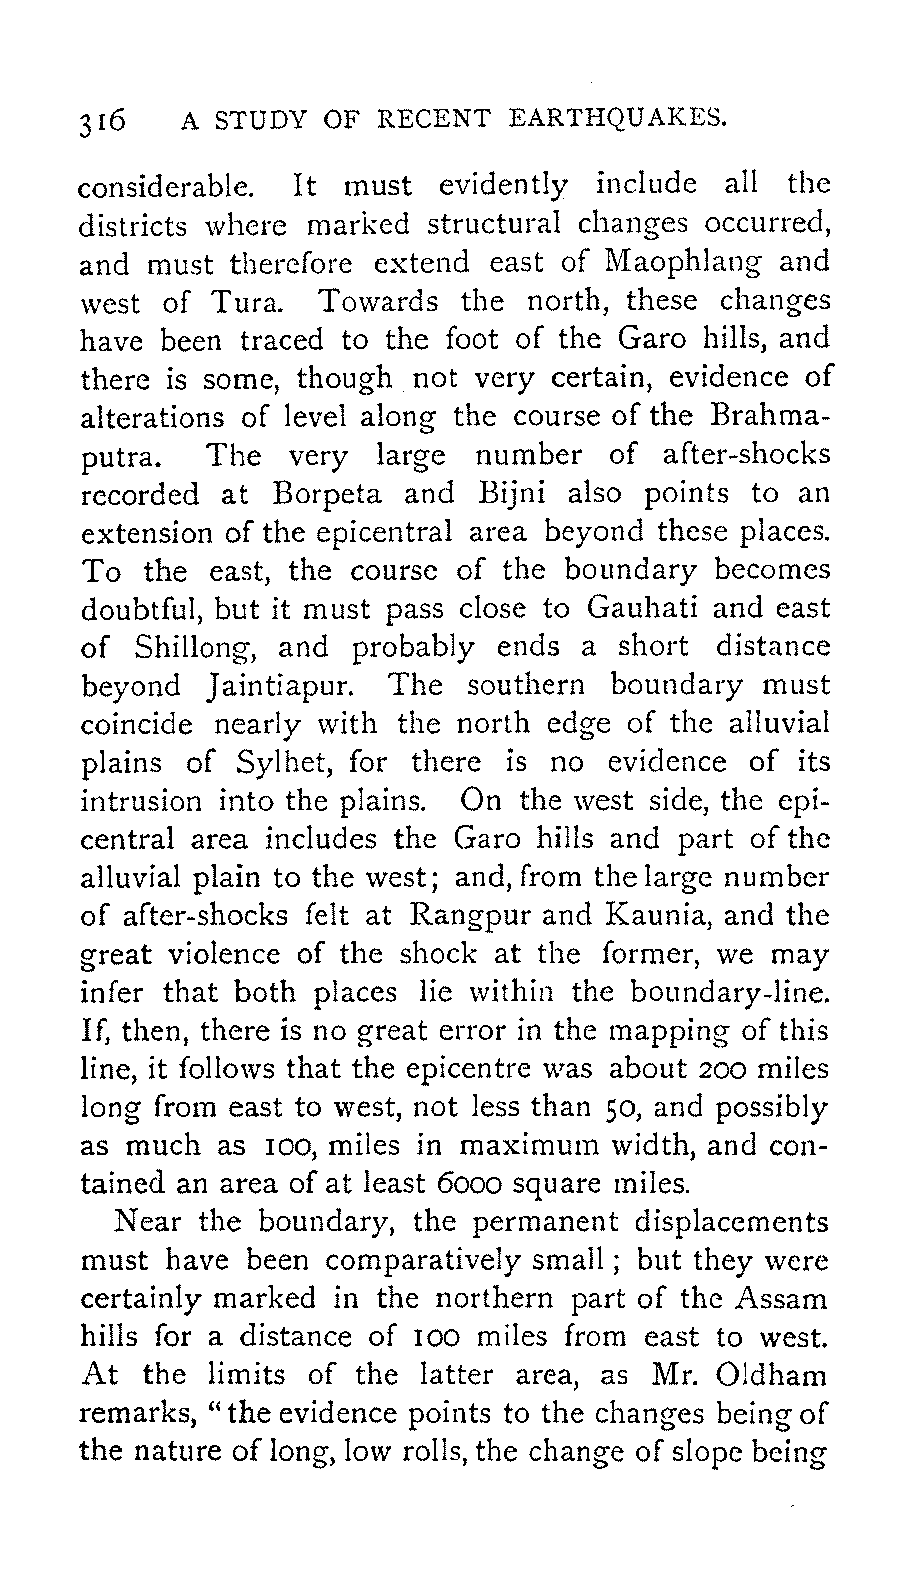 316 A STUDY OF RECENT EARTHQUAKES.
considerable. It must evidently include all the
districts where marked structural changes occurred,
and must therefore extend east of Maophlang and
west of Tura. Towards the north, these changes
have been traced to the foot of the Garo hills, and
there is some, though not very certain, evidence of
alterations of level along the course of the Brahma-
putra. The very large number of after-shocks
recorded at Borpeta and Bijni also points to an
extension of the epicentral area beyond these places.
To the east, the course of the boundary becomes
doubtful, but it must pass close to Gauhati and east
of Shillong, and probably ends a short distance
beyond Jaintiapur. The southern boundary must
coincide nearly with the north edge of the alluvial
plains of Sylhet, for there is no evidence of its
intrusion into the plains. On the west side, the epi-
central area includes the Garo hills and part of the
alluvial plain to the west; and, from the large number
of after-shocks felt at Rangpur and Kaunia, and the
great violence of the shock at the former, we may
infer that both places lie within the boundary-line.
If, then, there is no great error in the mapping of this
line, it follows that the epicentre was about 200 miles
long from east to west, not less than 50, and possibly
as much as 100, miles in maximum width, and con-
tained an area of at least 6000 square miles.
Near the boundary, the permanent displacements
must have been comparatively small; but they were
certainly marked in the northern part of the Assam
hills for a distance of 100 miles from east to west.
At the limits of the latter area, as Mr. Oldham
remarks, "the evidence points to the changes being of
the nature of long, low rolls, the change of slope being